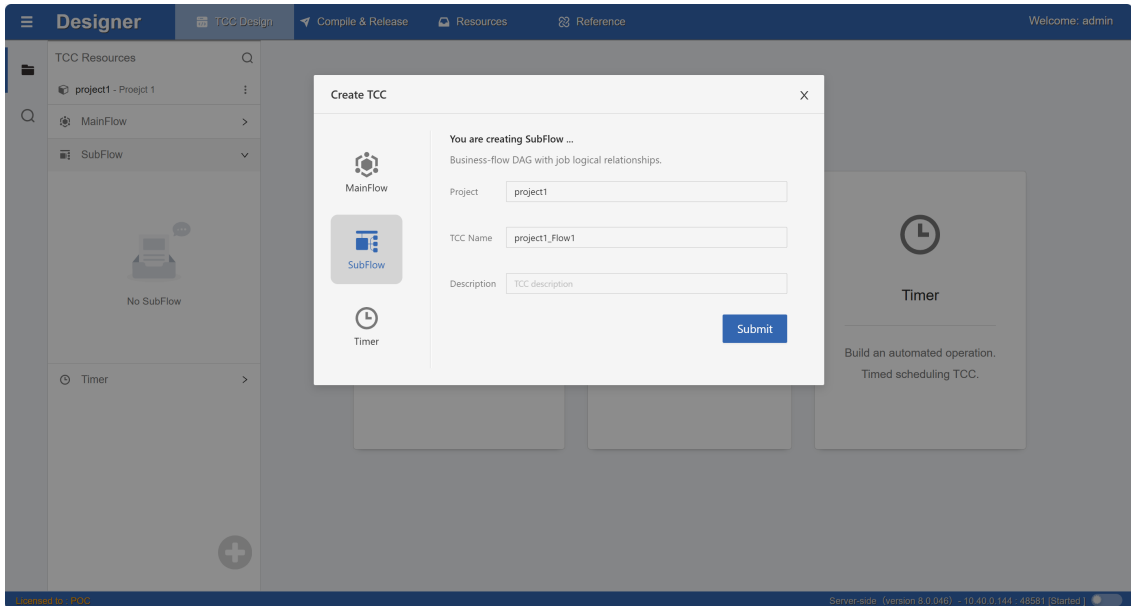 Designer
TCC Design
Compile & Release
Resources
Reference
Welcome: admin
TCC Resources
project1 - Proejct 1
MainFlow
SubFlow
No SubFlow
Timer
Create TCC
X
MainFlow
SubFlow
Timer
You are creating SubFlow ...
Business-flow DAG with job logical relationships.
Project
project1
TCC Name
project1_Flow1
Description
TCC description
Submit
Timer
Build an automated operation.
Timed scheduling TCC.
Licensed to : POC
Server-side (version 8.0.046) - 10.40.0.144 : 48581 [Started ]